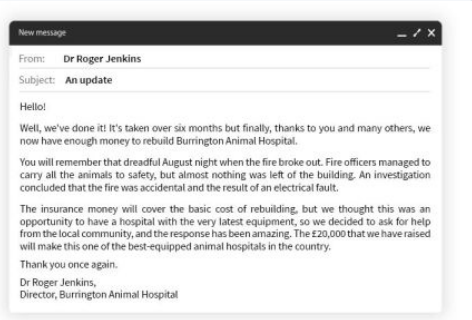 New message
From: Dr Roger Jenkins
Subject: An update
Hello!
Well, we've done it! It's taken over six months but finally, thanks to you and many others, we
now have enough money to rebuild Burrington Animal Hospital.
You will remember that dreadful August night when the fire broke out. Fire officers managed to
carry all the animals to safety, but almost nothing was left of the building. An investigation
concluded that the fire was accidental and the result of an electrical fault.
The insurance money will cover the basic cost of rebuilding, but we thought this was an
opportunity to have a hospital with the very latest equipment, so we decided to ask for help
from the local community, and the response has been amazing. The £20,000 that we have raised
will make this one of the best-equipped animal hospitals in the country.
Thank you once again.
Dr Roger Jenkins,
Director, Burrington Animal Hospital